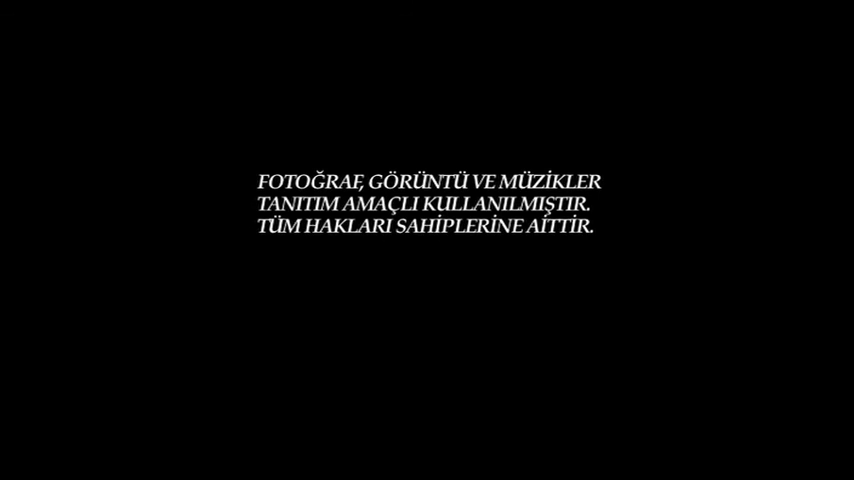 FOTOĞRAF, GÖRÜNTÜ VE MÜZİKLER
TANITIM AMAÇLI KULLANILMIŞTIR.
TÜM HAKLARI SAHİPLERİNE AİTTİR.